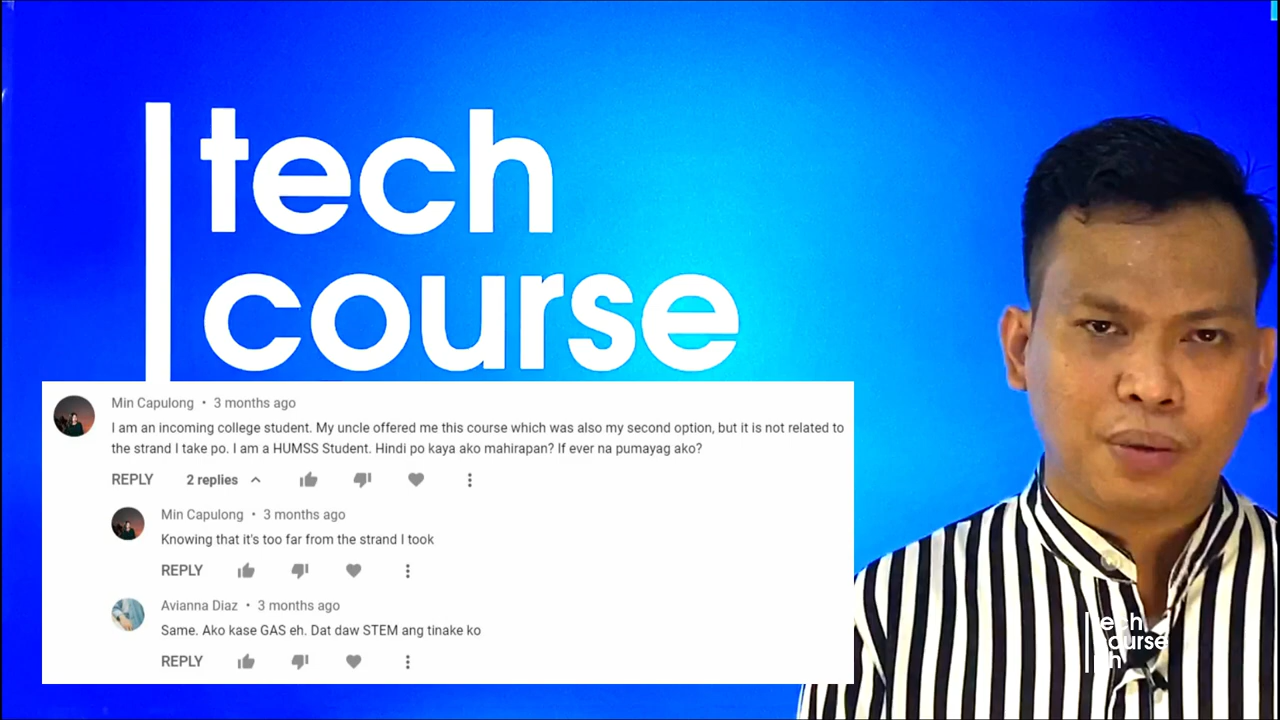 tech
course
Min Capulong • 3 months ago
I am an incoming college student. My uncle offered me this course which was also my second option, but it is not related to
the strand I take po. I am a HUMSS Student. Hindi po kaya ako mahirapan? If ever na pumayag ako?
REPLY 2 replies
Min Capulong • 3 months ago
Knowing that it's too far from the strand I took
REPLY
Avianna Diaz • 3 months ago
Same. Ako kase GAS eh. Dat daw STEM ang tinake ko
REPLY
tech
course
ph